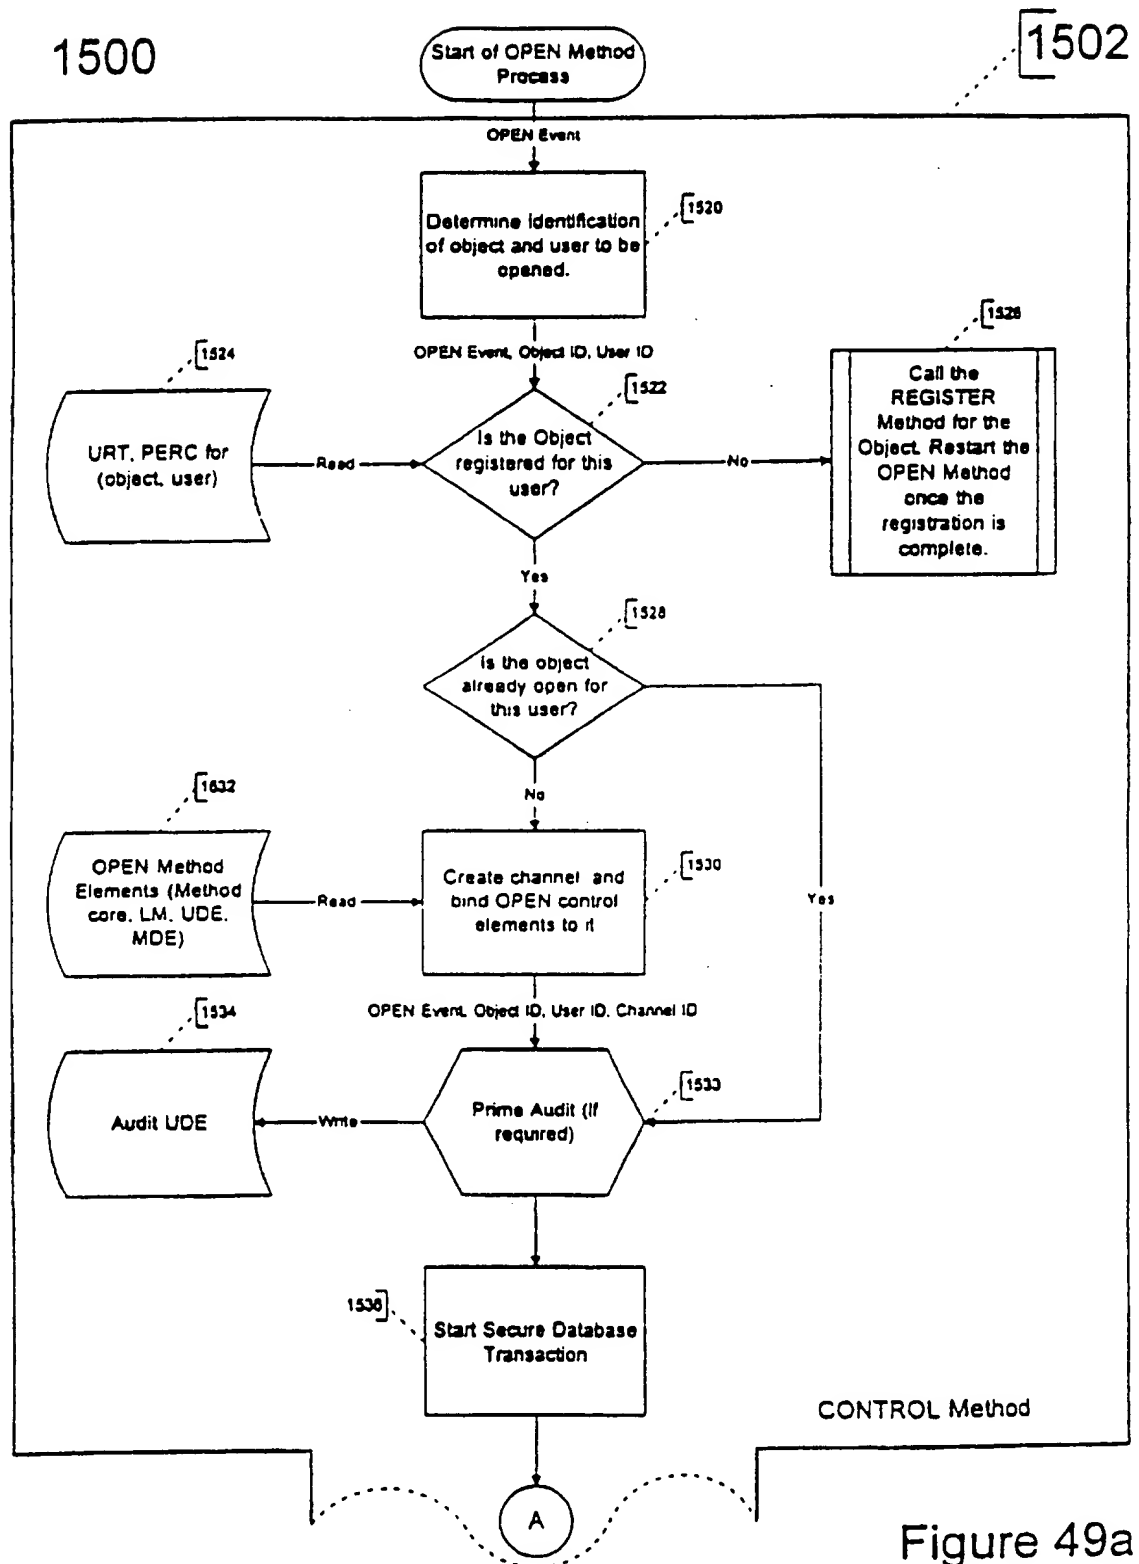 1500
1502
Start of OPEN Method
Process
OPEN Event
1520
Determine identification
of object and user to be
opened.
OPEN Event, Object ID, User ID
1524
1522
1526
URT, PERC for
(object, user)
Read
Is the Object
registered for this
user?
No
Call the
REGISTER
Method for the
Object. Restart the
OPEN Method
once the
registration is
complete.
Yes
1528
Is the object
already open for
this user?
No
Yes
1532
OPEN Method
Elements (Method
core, LM, UDE,
MDE)
Read
1530
Create channel and
bind OPEN control
elements to it
OPEN Event, Object ID, User ID, Channel ID
1534
1533
Audit UDE
Write
Prime Audit (If
required)
1536
Start Secure Database
Transaction
CONTROL Method
A
Figure 49a